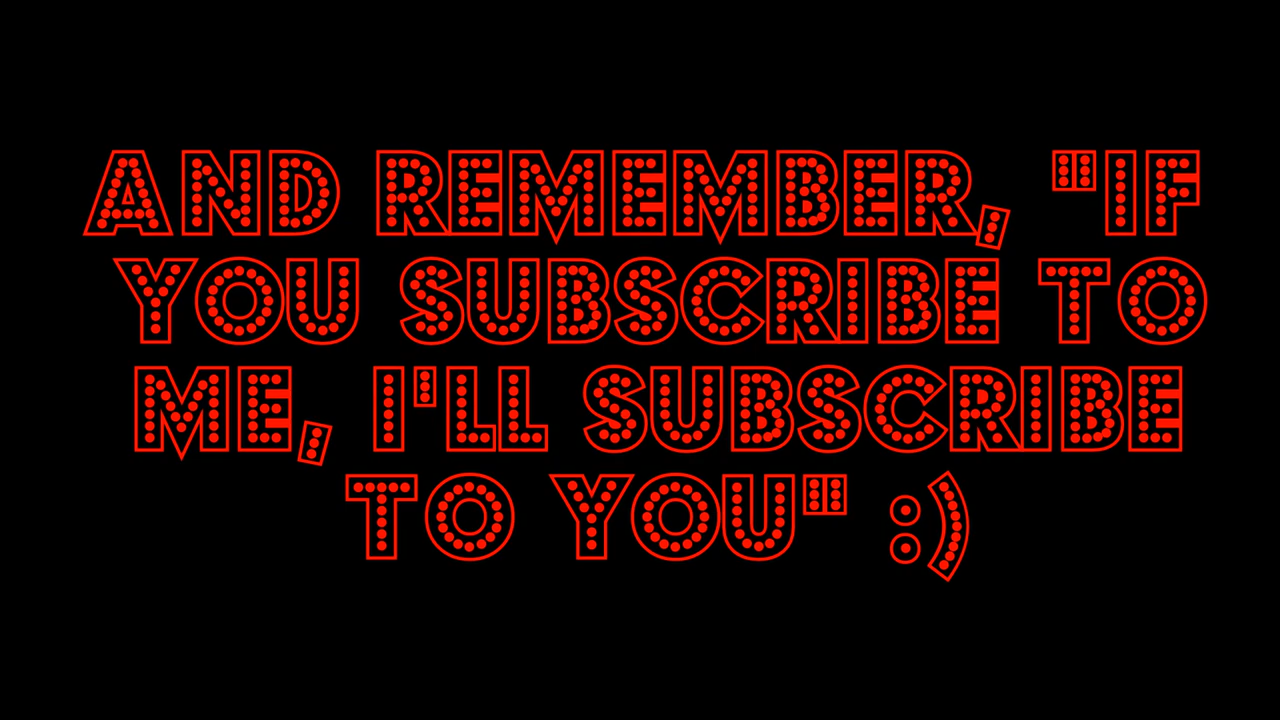 AND REMEMBER, "IF
YOU SUBSCRIBE TO
ME, I'LL SUBSCRIBE
TO YOU" :)